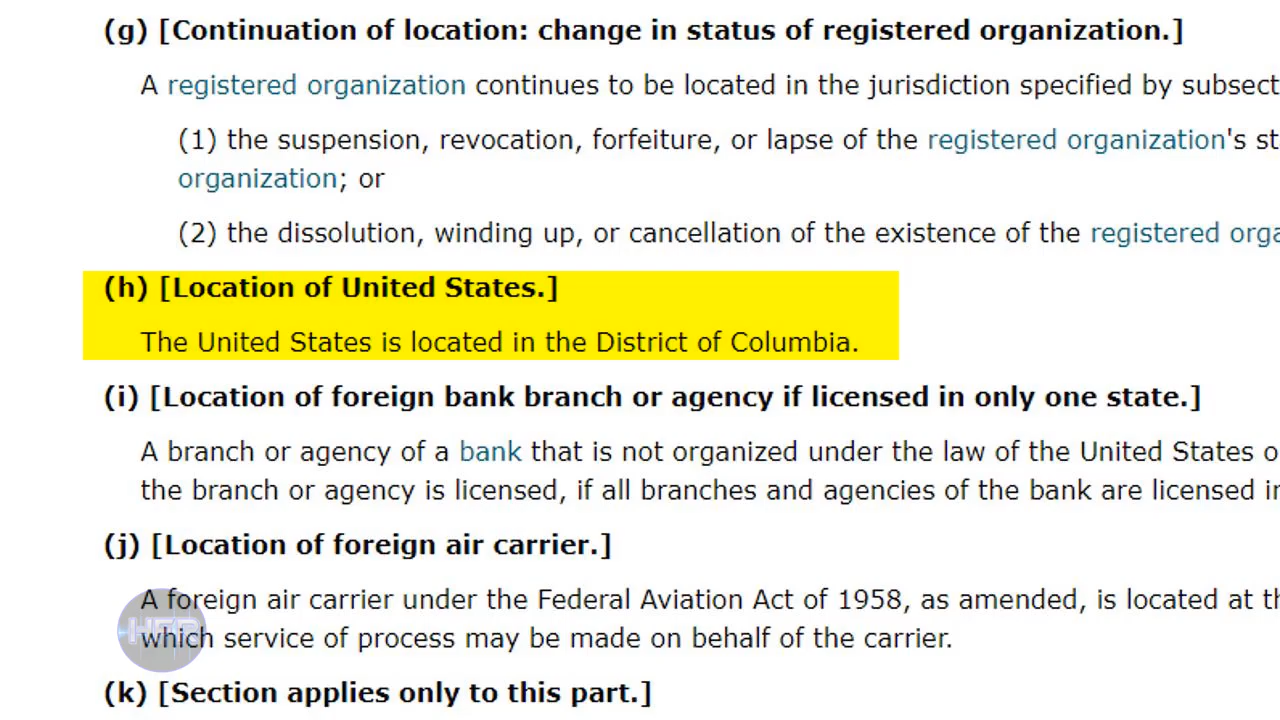 (g) [Continuation of location: change in status of registered organization.]
A registered organization continues to be located in the jurisdiction specified by subsect
(1) the suspension, revocation, forfeiture, or lapse of the registered organization's st
organization; or
(2) the dissolution, winding up, or cancellation of the existence of the registered orga
(h) [Location of United States.]
The United States is located in the District of Columbia.
(i) [Location of foreign bank branch or agency if licensed in only one state.]
A branch or agency of a bank that is not organized under the law of the United States o
the branch or agency is licensed, if all branches and agencies of the bank are licensed in
(j) [Location of foreign air carrier.]
A foreign air carrier under the Federal Aviation Act of 1958, as amended, is located at th
which service of process may be made on behalf of the carrier.
(k) [Section applies only to this part.]